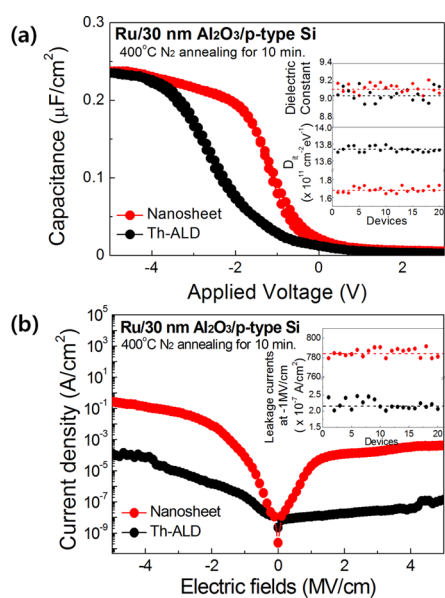 (a)
Ru/30 nm Al2O3/p-type Si
400°C N2 annealing for 10 min.
Capacitance (μF/cm²)
0.3
0.2
0.1
0.0
Nanosheet
Th-ALD
-4
-2
0
2
Applied Voltage (V)
Dielectric
Constant
9.4
9.2
9.0
8.8
Dit
(x 10¹¹ cm⁻²eV⁻¹)
14.0
13.8
1.8
1.6
0 5 10 15 20
Devices
(b)
Ru/30 nm Al2O3/p-type Si
400°C N2 annealing for 10 min.
Current density (A/cm²)
10⁵
10³
10¹
10⁻¹
10⁻³
10⁻⁵
10⁻⁷
10⁻⁹
Nanosheet
Th-ALD
-4
-2
0
2
4
Electric fields (MV/cm)
Leakage currents
at -1MV/cm
( x 10⁻⁷ A/cm²)
800
780
760
2.5
2.0
1.5
0 5 10 15 20
Devices